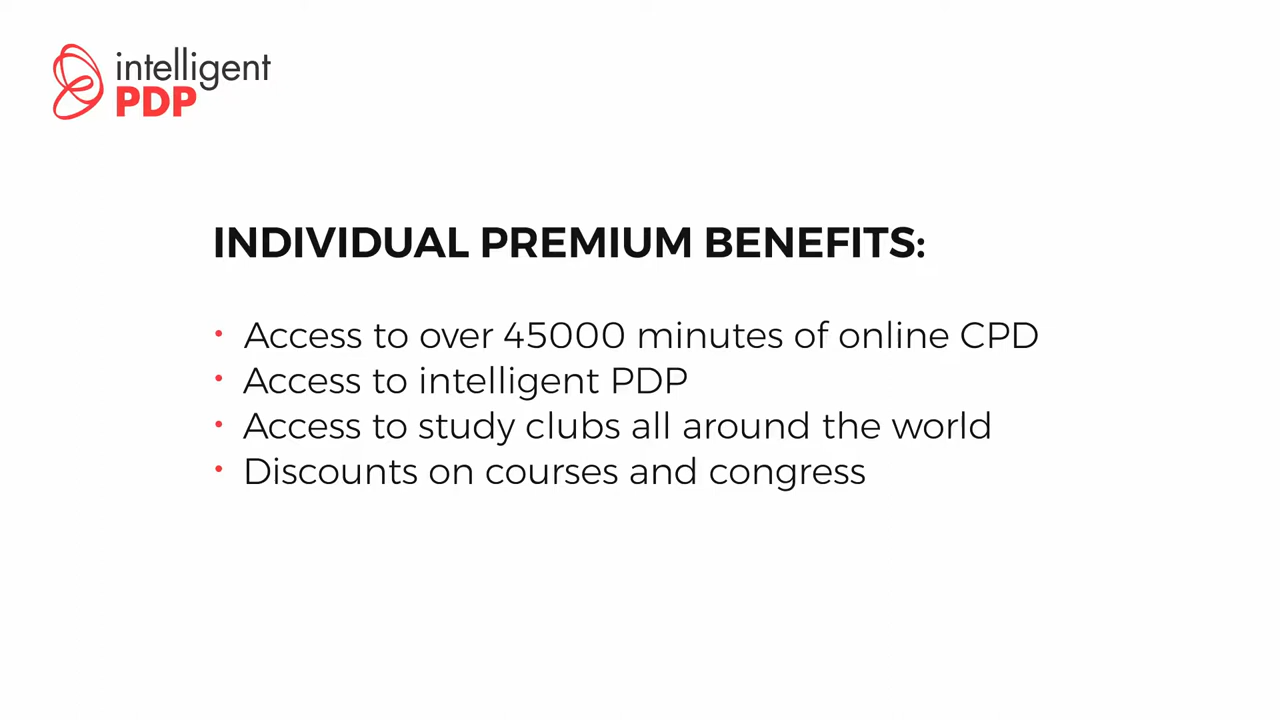 intelligent
PDP
INDIVIDUAL PREMIUM BENEFITS:
• Access to over 45000 minutes of online CPD
• Access to intelligent PDP
• Access to study clubs all around the world
• Discounts on courses and congress